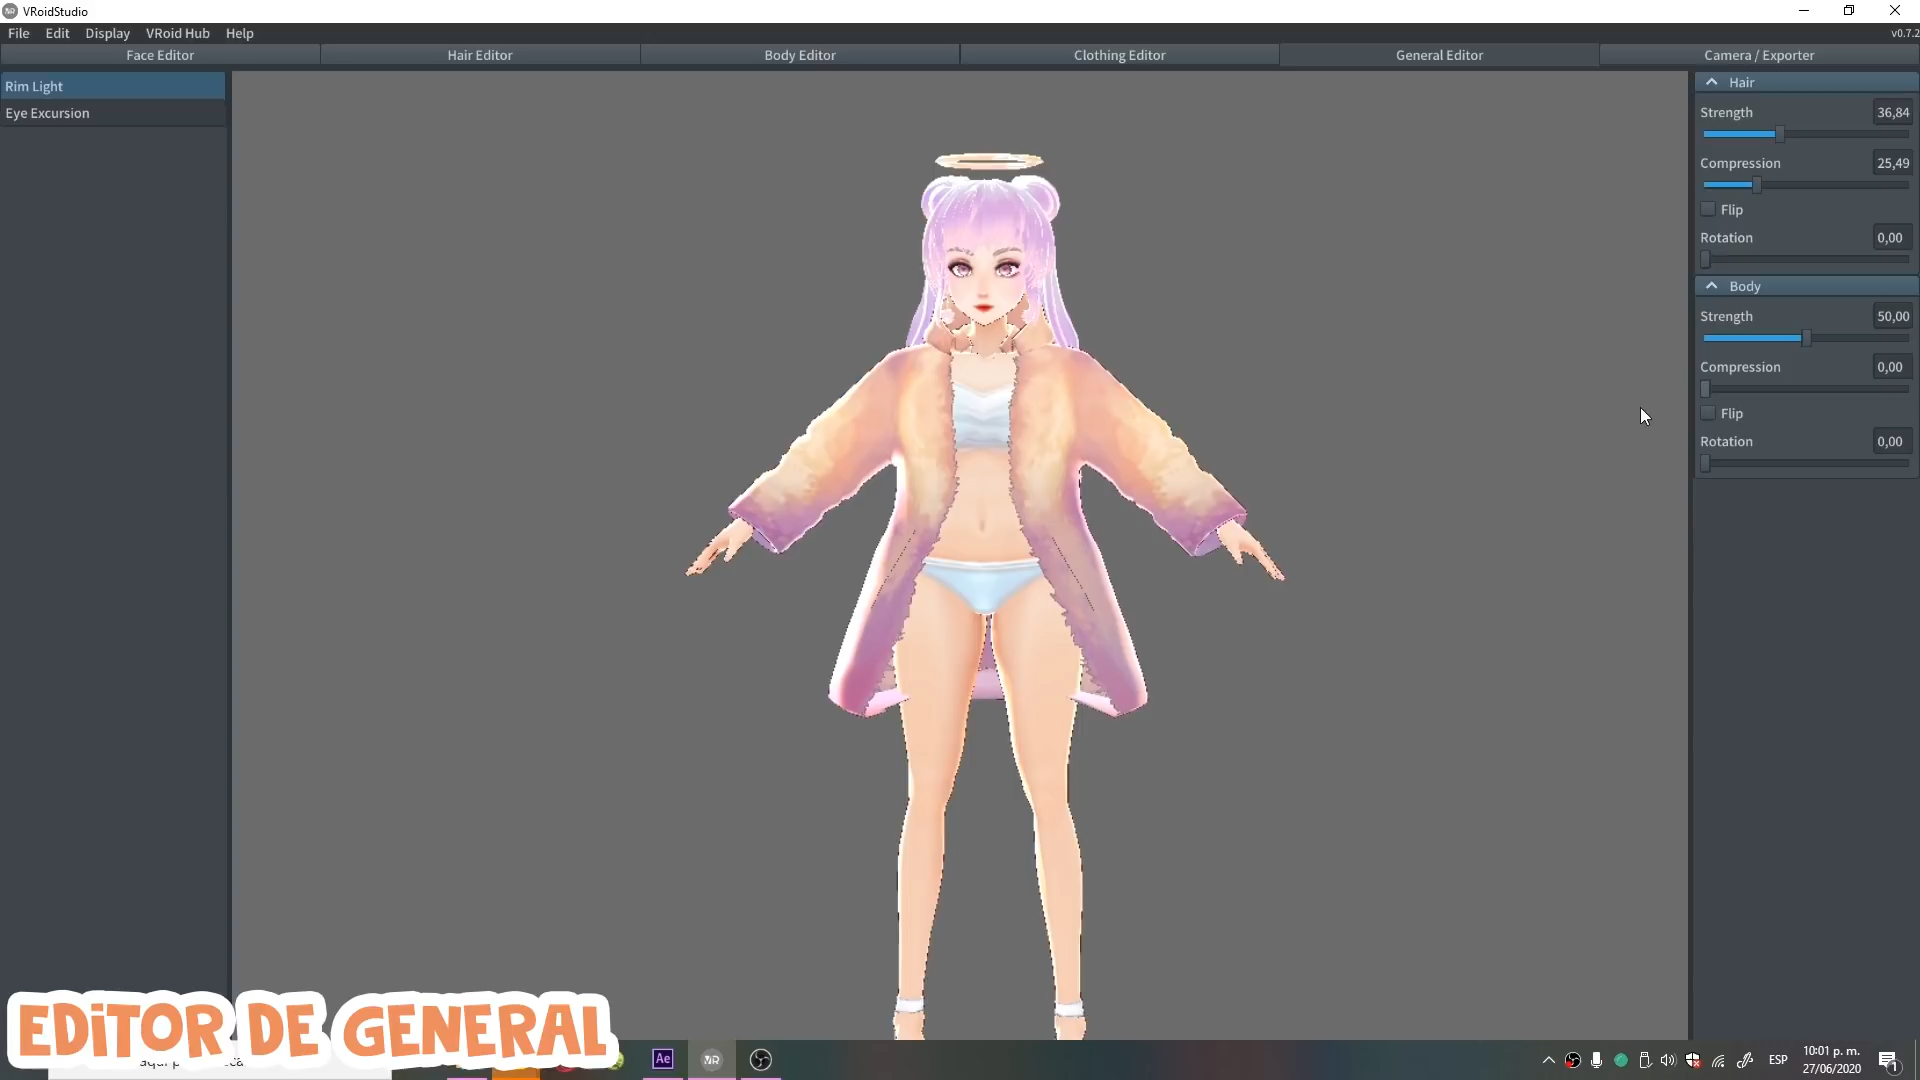 VRoidStudio
File Edit Display VRoid Hub Help
v0.7.2
Face Editor Hair Editor Body Editor Clothing Editor General Editor Camera / Exporter
Rim Light
Eye Excursion
Hair
Strength 36,84
Compression 25,49
Flip
Rotation 0,00
Body
Strength 50,00
Compression 0,00
Flip
Rotation 0,00
EDITOR DE GENERAL
Ae
ESP
10:01 p. m.
27/06/2020
1